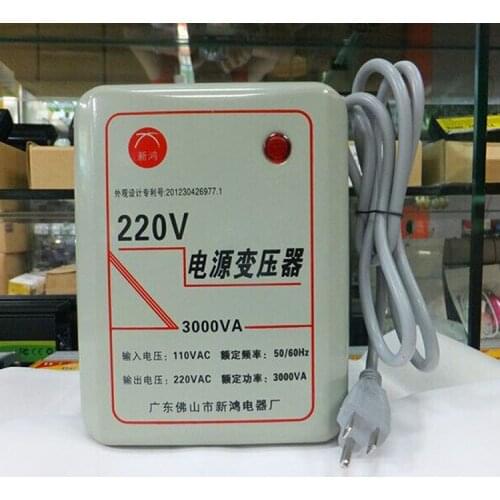 新鸿
外观设计专利号:201230426977.1
220V
电源变压器
3000VA
输入电压: 110VAC 额定频率: 50/60Hz
输出电压: 220VAC 额定功率: 3000VA
广东佛山市新鸿电器厂